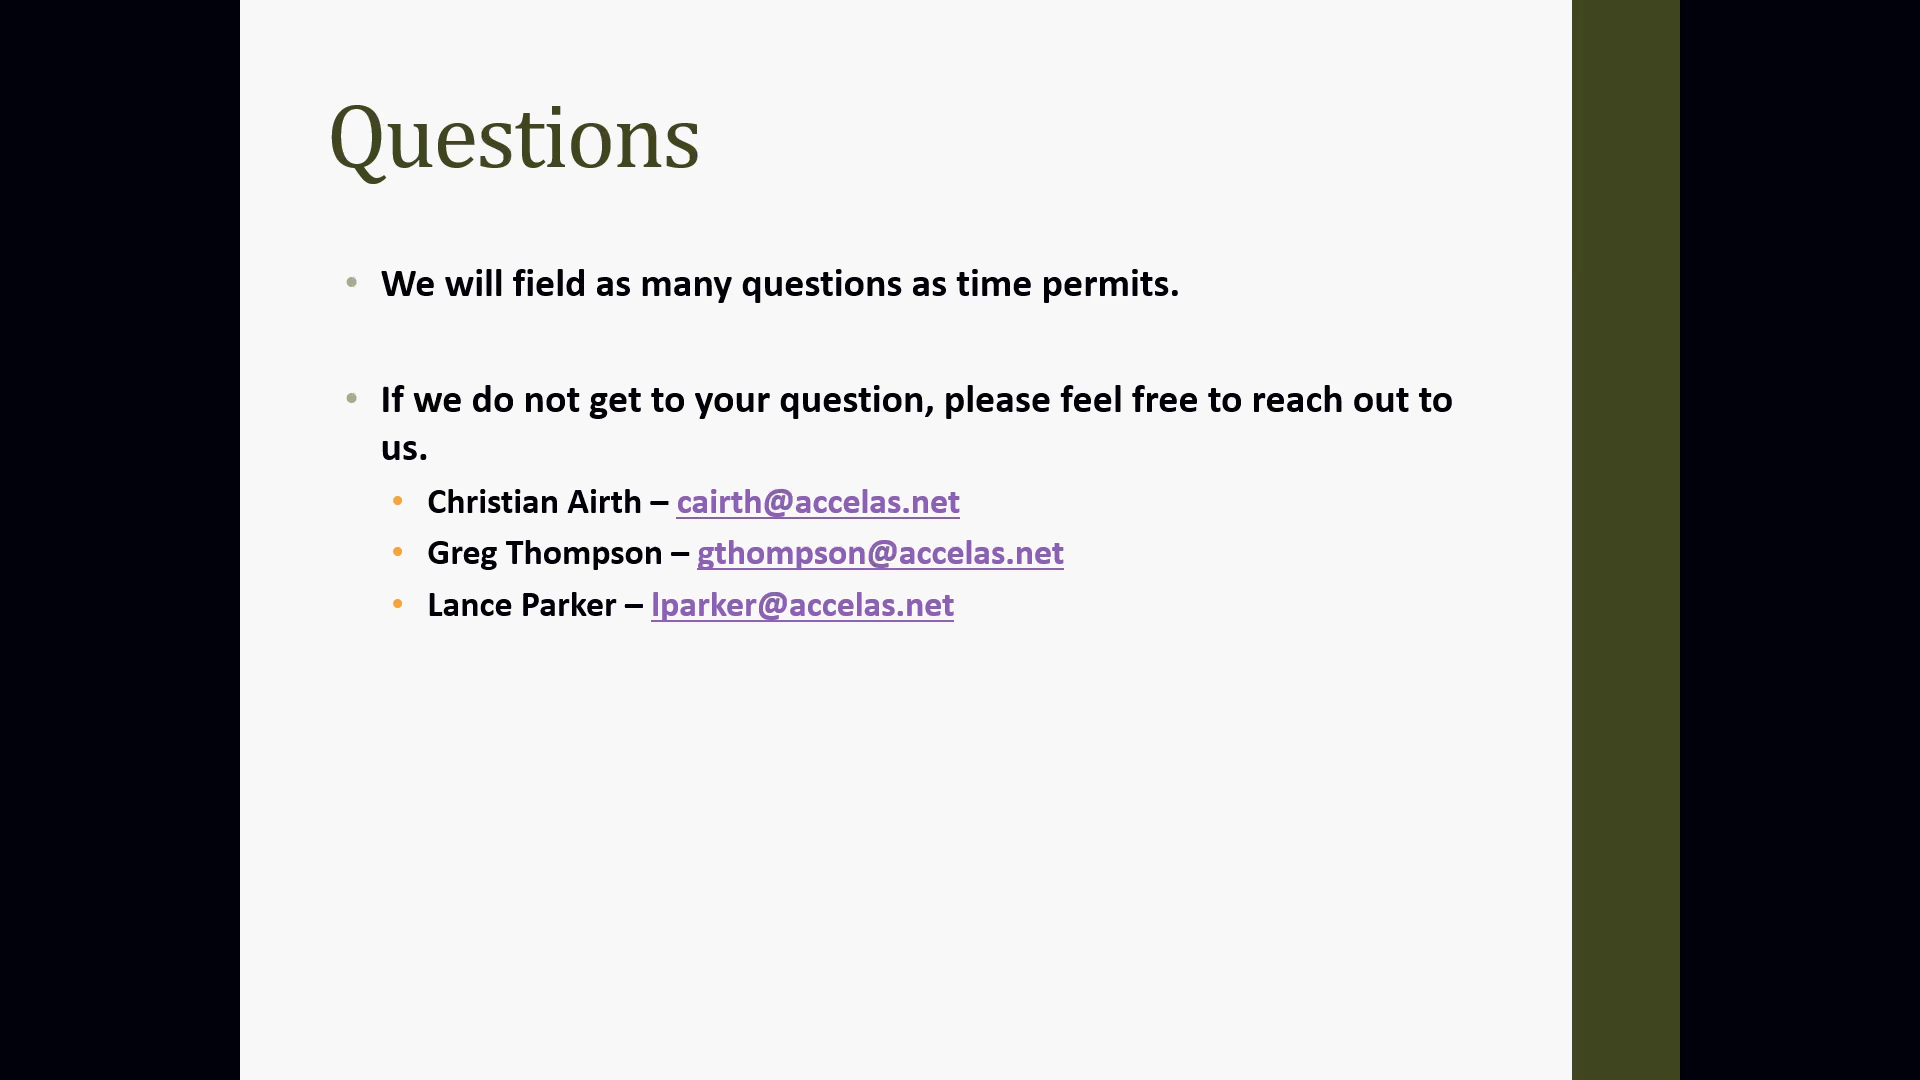 Questions
• We will field as many questions as time permits.
• If we do not get to your question, please feel free to reach out to
us.
• Christian Airth – cairth@accelas.net
• Greg Thompson – gthompson@accelas.net
• Lance Parker – lparker@accelas.net